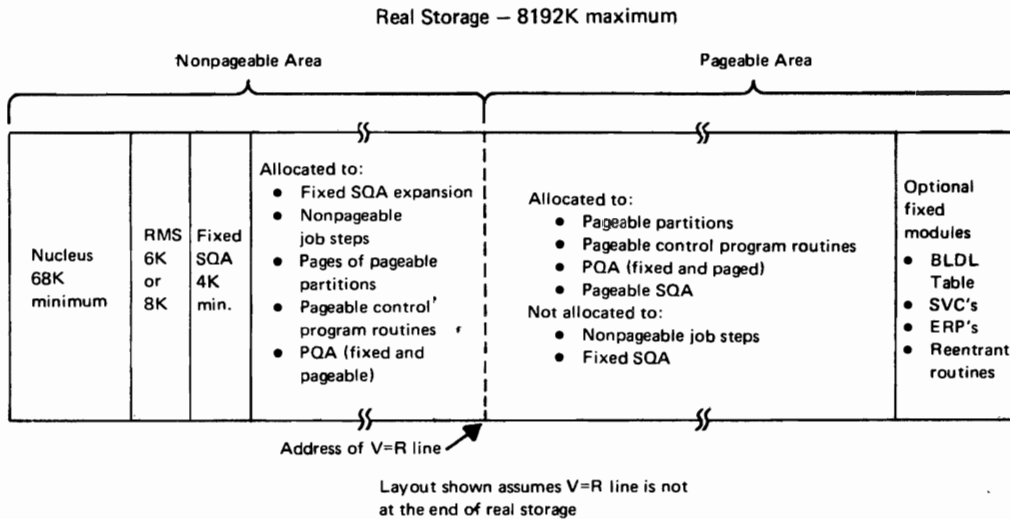 Real Storage – 8192K maximum
Nonpageable Area
Pageable Area
Nucleus
68K
minimum
RMS
6K
or
8K
Fixed
SQA
4K
min.
Allocated to:
● Fixed SQA expansion
● Nonpageable
job steps
● Pages of pageable
partitions
● Pageable control
program routines
● PQA (fixed and
pageable)
Allocated to:
● Pageable partitions
● Pageable control program routines
● PQA (fixed and paged)
● Pageable SQA
Not allocated to:
● Nonpageable job steps
● Fixed SQA
Optional
fixed
modules
● BLDL
Table
● SVC's
● ERP's
● Reentrant
routines
Address of V=R line
Layout shown assumes V=R line is not
at the end of real storage